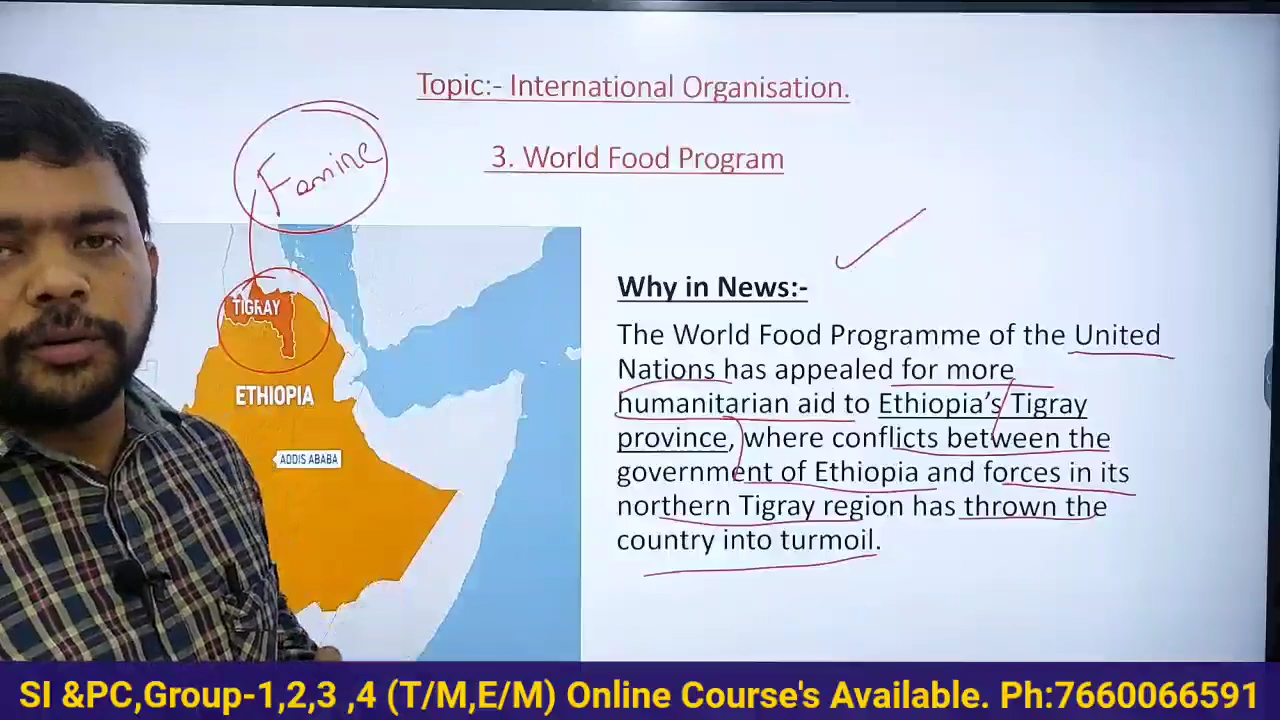 Topic:- International Organisation.
3. World Food Program
Famine
TIGRAY
ETHIOPIA
ADDIS ABABA
Why in News:-
The World Food Programme of the United
Nations has appealed for more
humanitarian aid to Ethiopia's Tigray
province, where conflicts between the
government of Ethiopia and forces in its
northern Tigray region has thrown the
country into turmoil.
SI &PC,Group-1,2,3 ,4 (T/M,E/M) Online Course's Available. Ph:7660066591